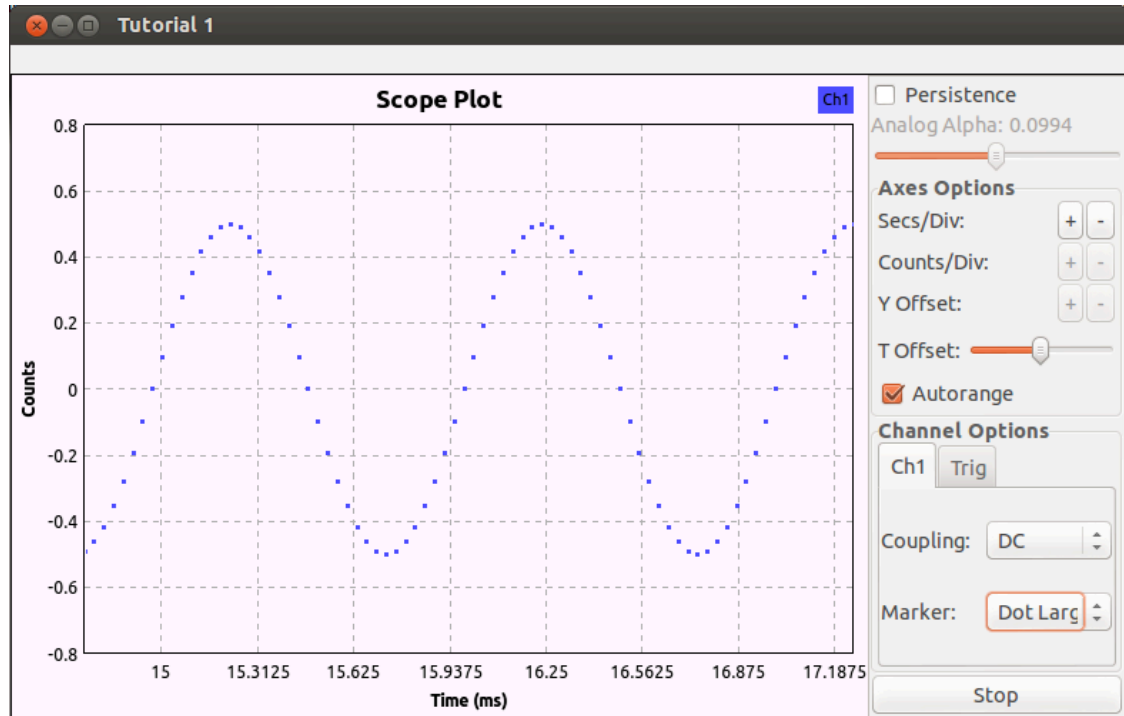 Tutorial 1
Scope Plot
Ch1
0.8
0.6
0.4
0.2
0
-0.2
-0.4
-0.6
-0.8
Counts
15 15.3125 15.625 15.9375 16.25 16.5625 16.875 17.1875
Time (ms)
Persistence
Analog Alpha: 0.0994
Axes Options
Secs/Div: + -
Counts/Div: + -
Y Offset: + -
T Offset:
Autorange
Channel Options
Ch1 Trig
Coupling: DC
Marker: Dot Larg
Stop